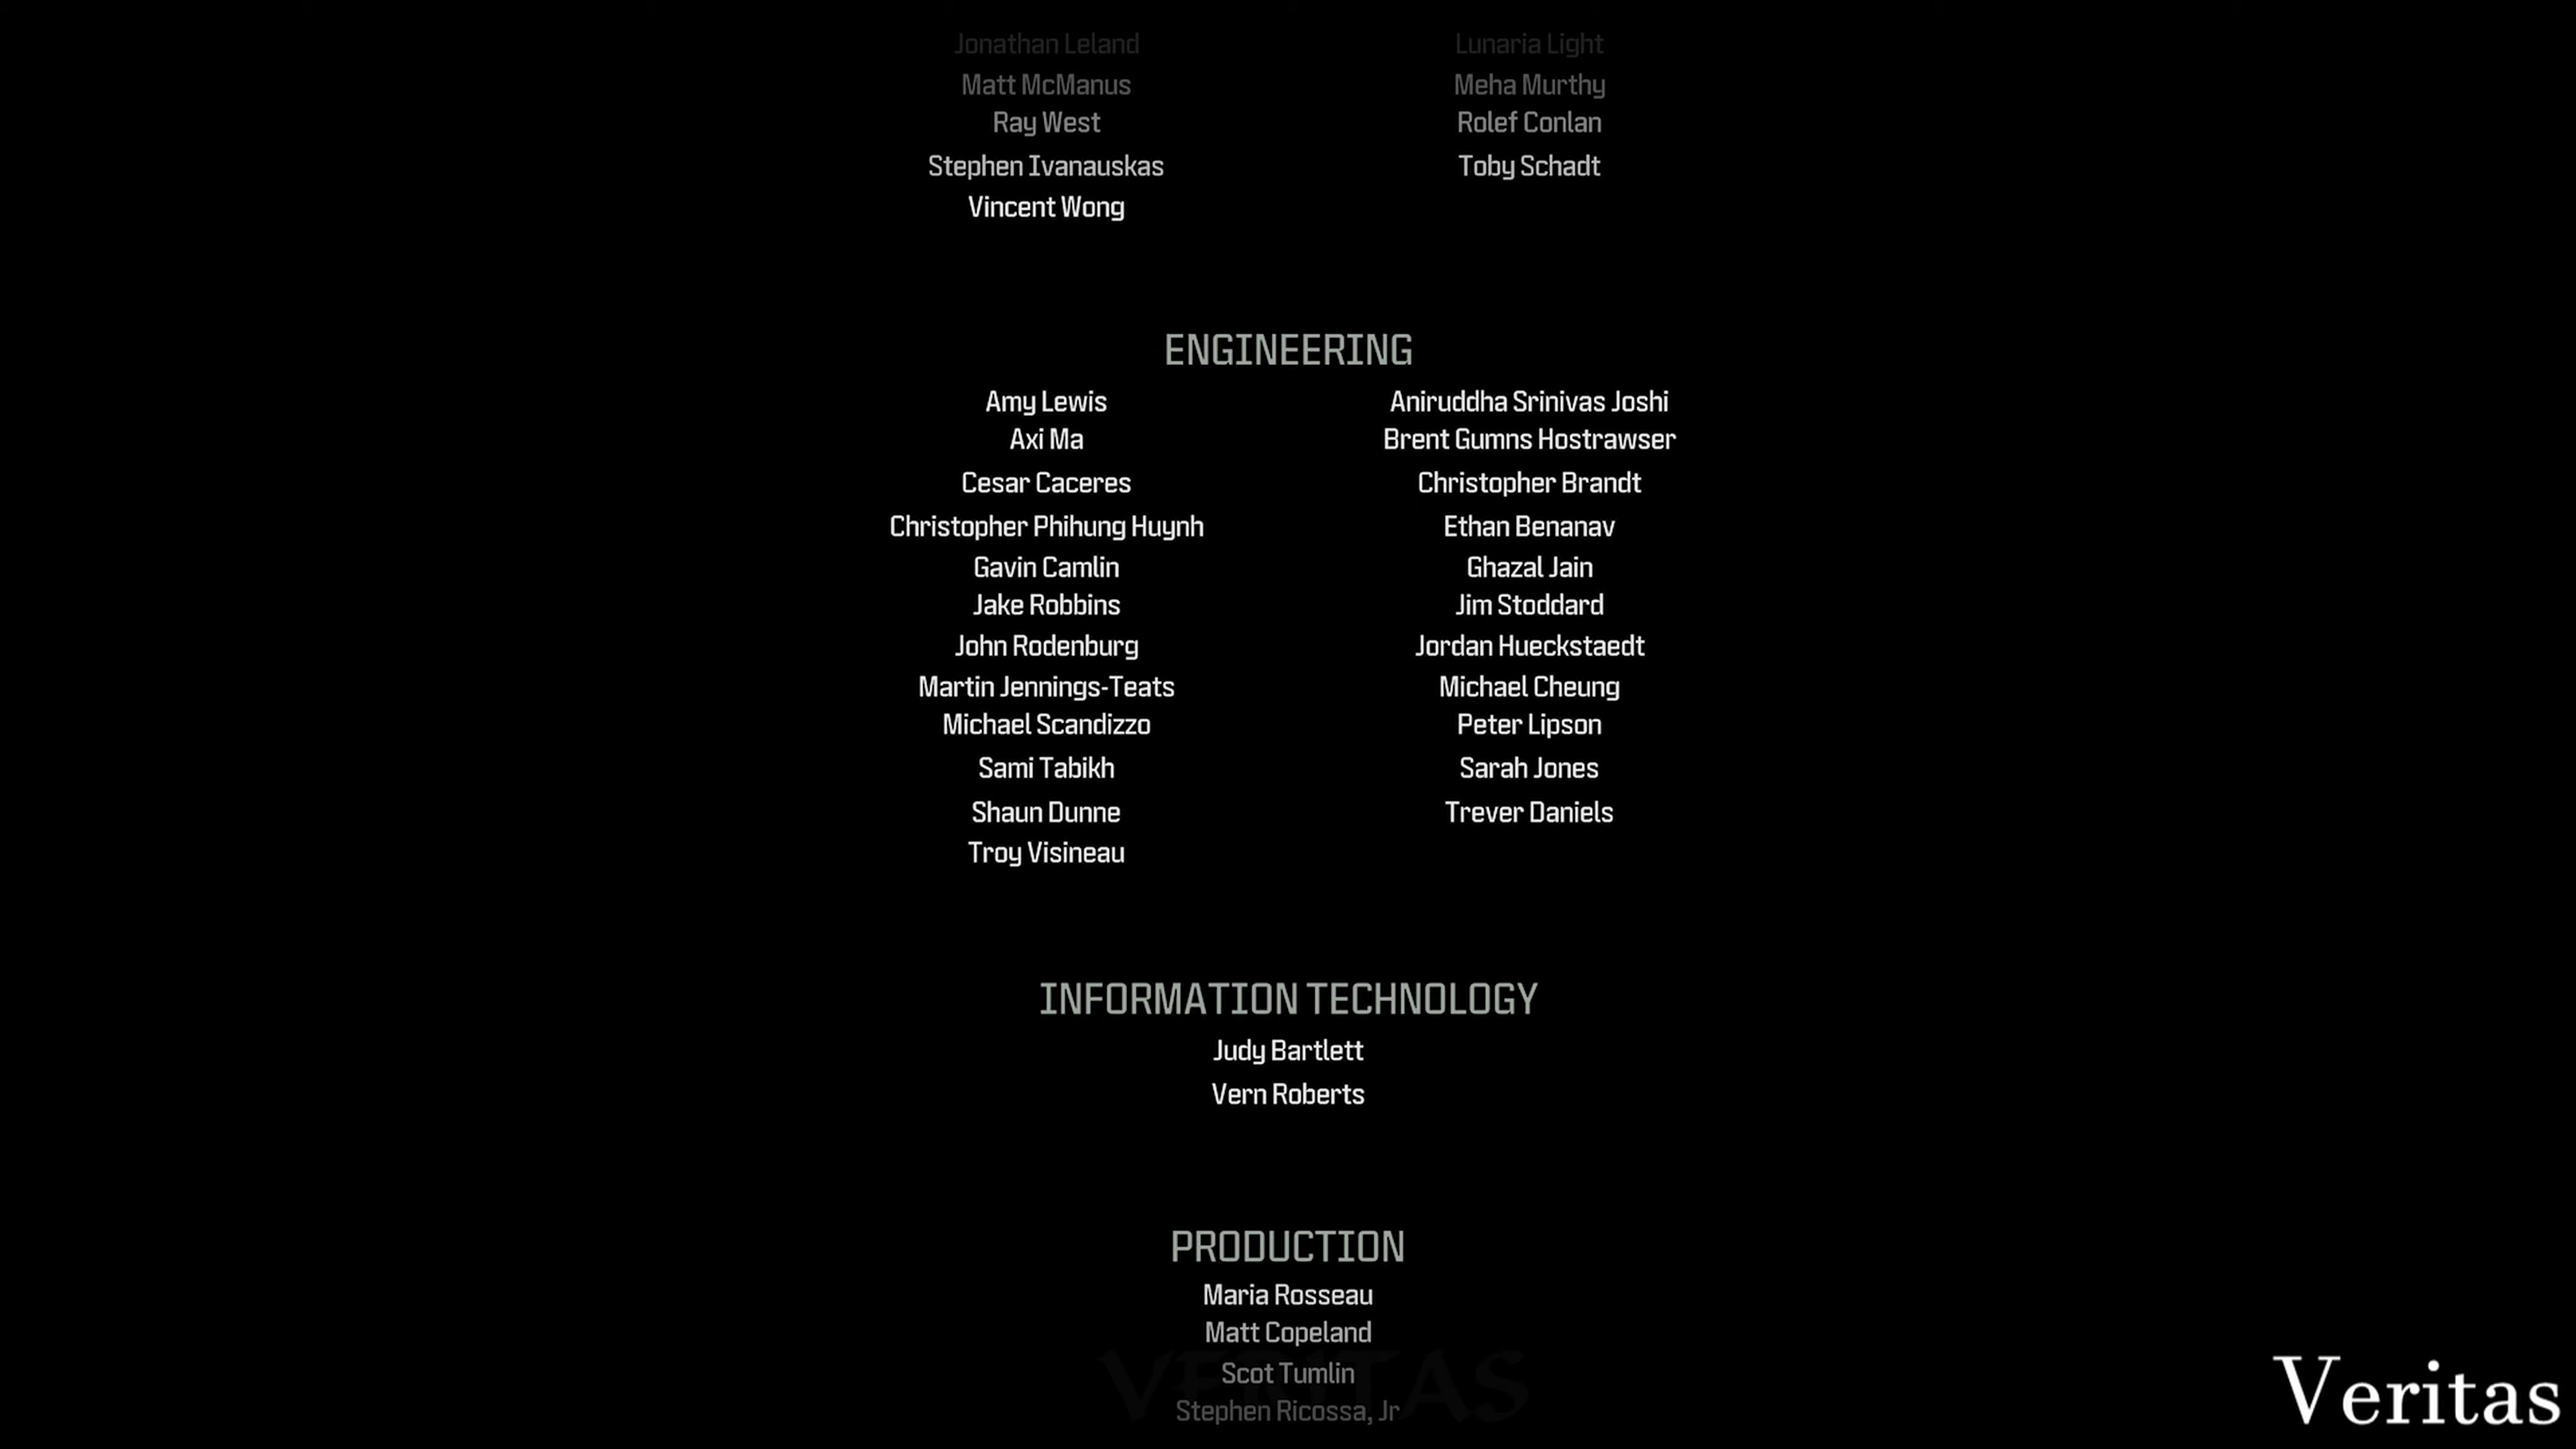 Jonathan Leland Lunaria Light
Matt McManus Meha Murthy
Ray West Rolef Conlan
Stephen Ivanauskas Toby Schadt
Vincent Wong
ENGINEERING
Amy Lewis Aniruddha Srinivas Joshi
Axi Ma Brent Gumns Hostrawser
Cesar Caceres Christopher Brandt
Christopher Phihung Huynh Ethan Benanav
Gavin Camlin Ghazal Jain
Jake Robbins Jim Stoddard
John Rodenburg Jordan Hueckstaedt
Martin Jennings-Teats Michael Cheung
Michael Scandizzo Peter Lipson
Sami Tabikh Sarah Jones
Shaun Dunne Trever Daniels
Troy Visineau
INFORMATION TECHNOLOGY
Judy Bartlett
Vern Roberts
PRODUCTION
Maria Rosseau
Matt Copeland
VERITAS
Scot Tumlin
Stephen Ricossa, Jr
Veritas